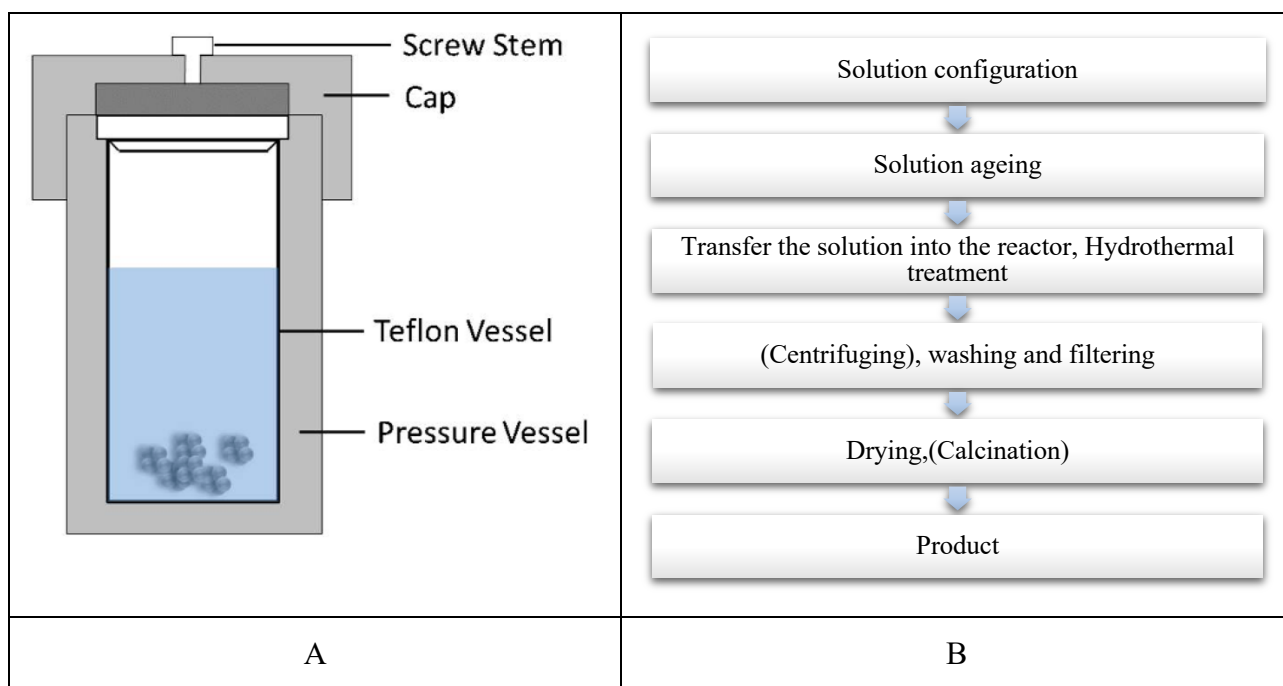 Screw Stem
Cap
Teflon Vessel
Pressure Vessel
A
Solution configuration
Solution ageing
Transfer the solution into the reactor, Hydrothermal
treatment
(Centrifuging), washing and filtering
Drying,(Calcination)
Product
B